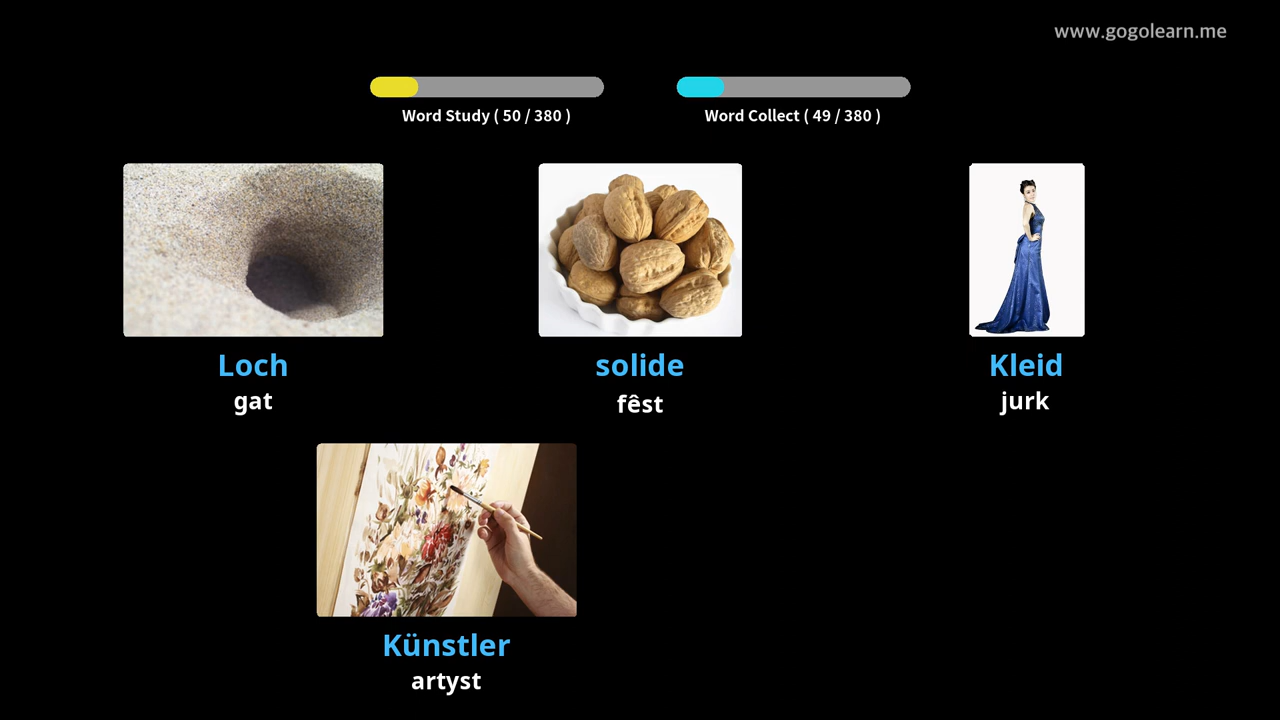 www.gogolearn.me
Word Study ( 50 / 380 )
Word Collect ( 49 / 380 )
Loch
gat
solide
fêst
Kleid
jurk
Künstler
artyst